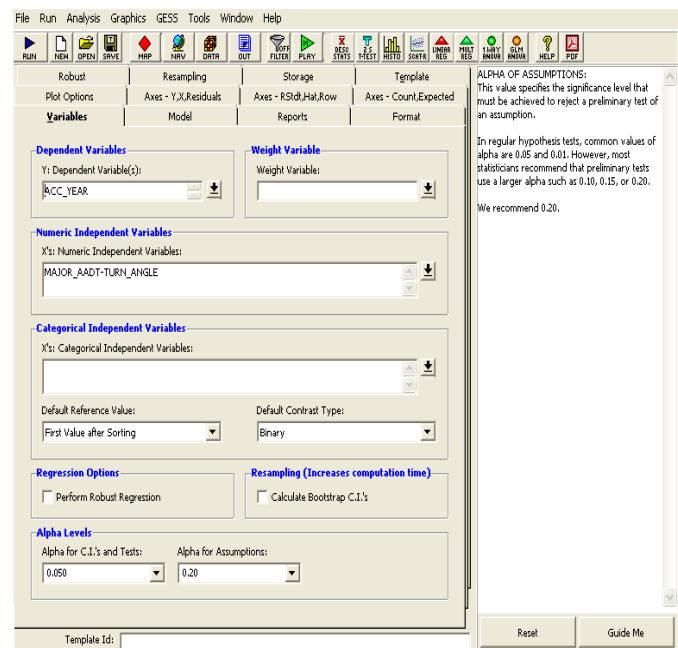 File Run Analysis Graphics GESS Tools Window Help
RUN NEW OPEN SAVE MAP NAV DATA OUT OFF FILTER PLAY DESC STATS T 2 S T-TEST HISTO SCATR LINEAR REG MULT REG 1WAY ANOVA GLM ANOVA HELP PDF
Robust Resampling Storage Template
Plot Options Axes - Y,X,Residuals Axes - RStdt,Hat,Row Axes - Count,Expected
Variables Model Reports Format
Dependent Variables
Y: Dependent Variable(s):
ACC_YEAR
Weight Variable
Weight Variable:
Numeric Independent Variables
X's: Numeric Independent Variables:
MAJOR_AADT-TURN_ANGLE
Categorical Independent Variables
X's: Categorical Independent Variables:
Default Reference Value: Default Contrast Type:
First Value after Sorting Binary
Regression Options
Perform Robust Regression
Resampling (Increases computation time)
Calculate Bootstrap C.I.'s
Alpha Levels
Alpha for C.I.'s and Tests: Alpha for Assumptions:
0.050 0.20
Template Id:
ALPHA OF ASSUMPTIONS:
This value specifies the significance level that
must be achieved to reject a preliminary test of
an assumption.
In regular hypothesis tests, common values of
alpha are 0.05 and 0.01. However, most
statisticians recommend that preliminary tests
use a larger alpha such as 0.10, 0.15, or 0.20.
We recommend 0.20.
Reset Guide Me